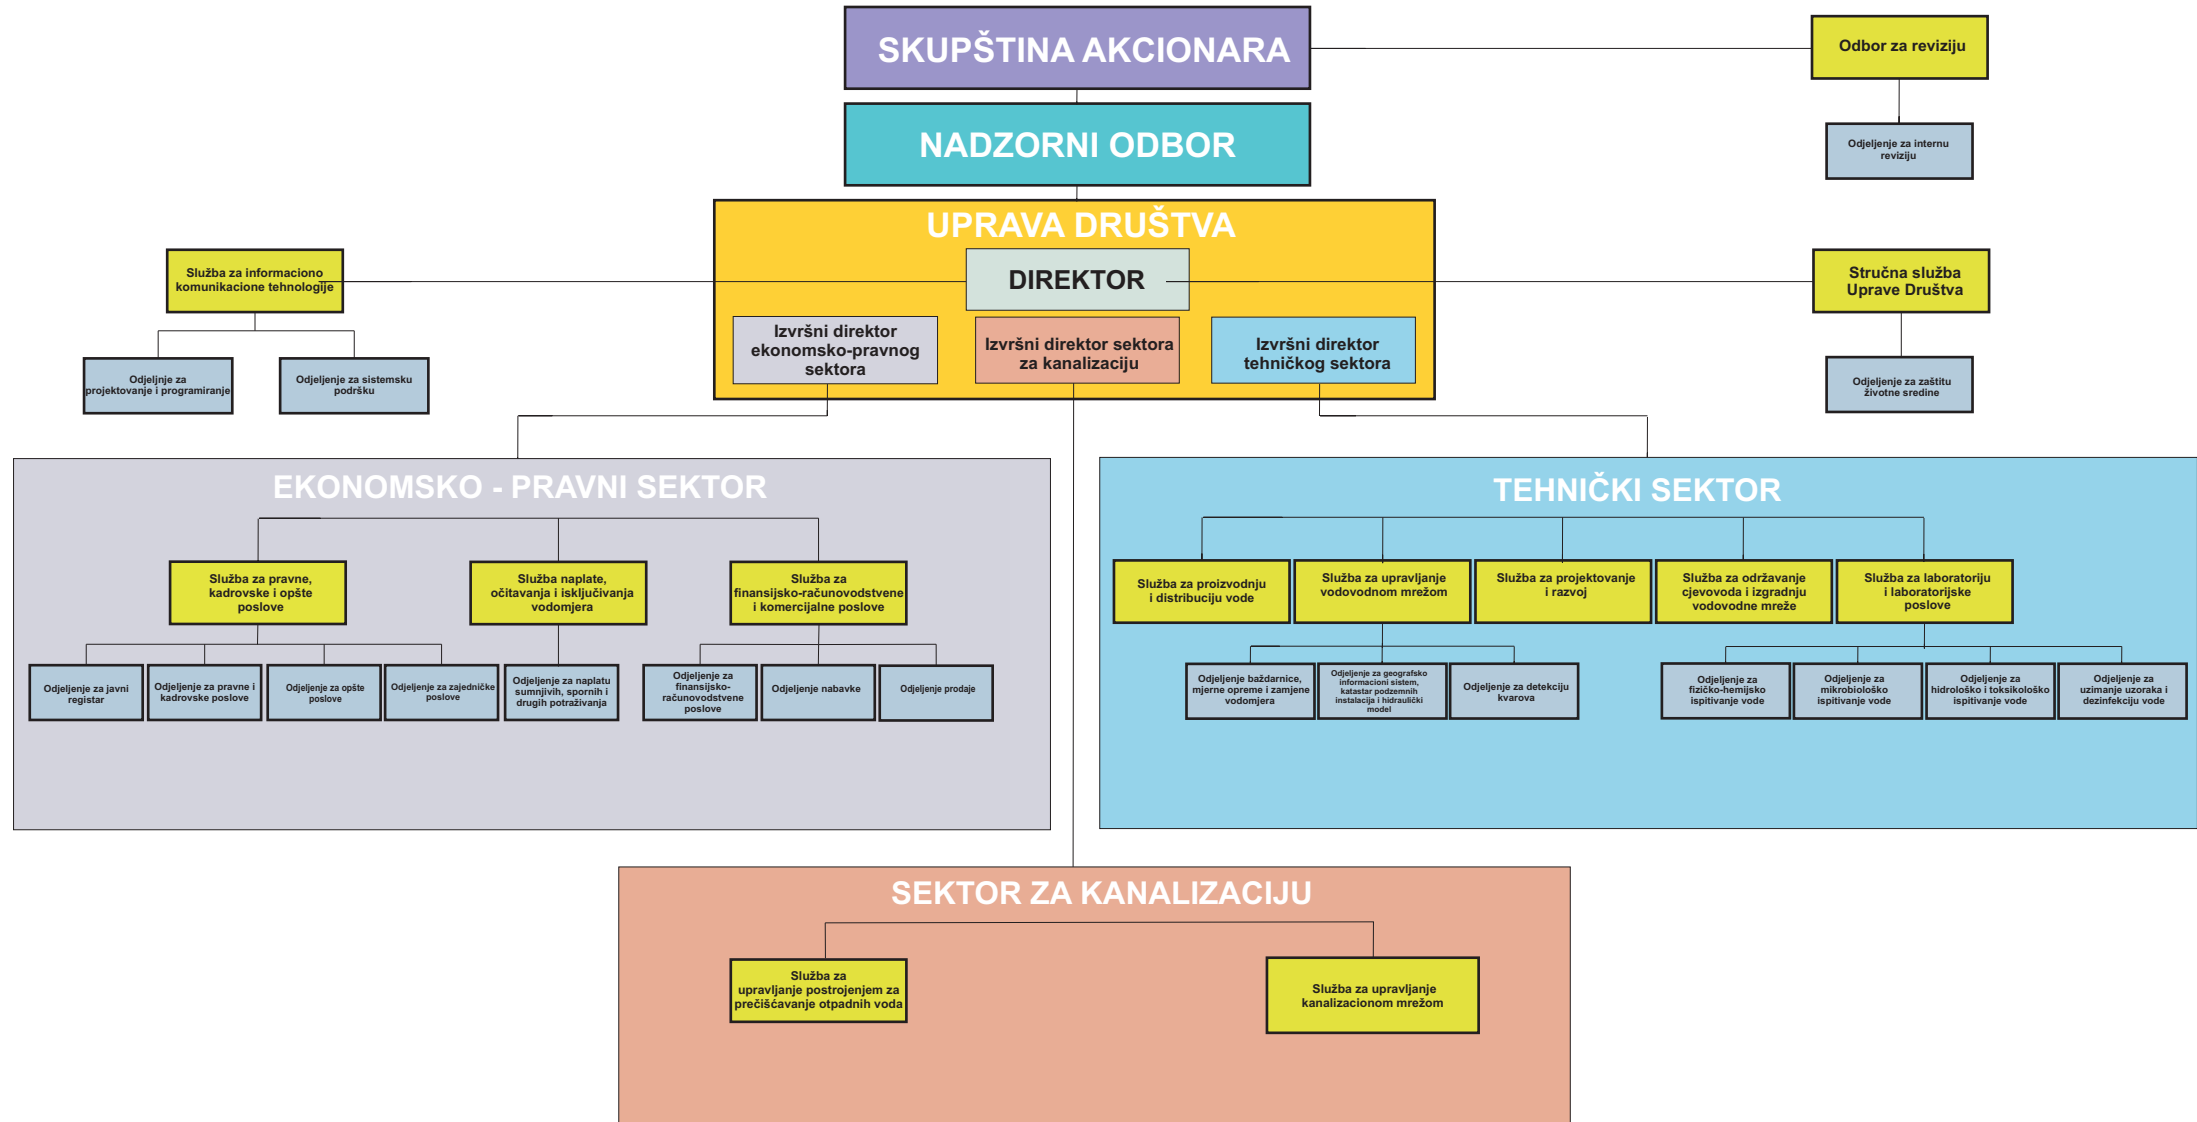 SKUPŠTINA AKCIONARA
Odbor za reviziju
NADZORNI ODBOR
Odjeljenje za internu
reviziju
UPRAVA DRUŠTVA
DIREKTOR
Služba za informaciono
komunikacione tehnologije
Stručna služba
Uprave Društva
Izvršni direktor
ekonomsko-pravnog
sektora
Izvršni direktor sektora
za kanalizaciju
Izvršni direktor
tehničkog sektora
Odjeljnje za
projektovanje i programiranje
Odjeljenje za sistemsku
podršku
Odjeljenje za zaštitu
životne sredine
EKONOMSKO - PRAVNI SEKTOR
Služba za pravne,
kadrovske i opšte
poslove
Služba naplate,
očitavanja i isključivanja
vodomjera
Služba za
finansijsko-računovodstvene
i komercijalne poslove
Odjeljenje za javni
registar
Odjeljenje za pravne i
kadrovske poslove
Odjeljenje za opšte
poslove
Odjeljenje za zajedničke
poslove
Odjeljenje za naplatu
sumnjivih, spornih i
drugih potraživanja
Odjeljenje za
finansijsko-
računovodstvene
poslove
Odjeljenje nabavke
Odjeljenje prodaje
TEHNIČKI SEKTOR
Služba za proizvodnju
i distribuciju vode
Služba za upravljanje
vodovodnom mrežom
Služba za projektovanje
i razvoj
Služba za održavanje
cjevovoda i izgradnju
vodovodne mreže
Služba za laboratoriju
i laboratorijske
poslove
Odjeljenje baždarnice,
mjerne opreme i zamjene
vodomjera
Odjeljenje za geografsko
informacioni sistem,
katastar podzemnih
instalacija i hidraulički
model
Odjeljenje za detekciju
kvarova
Odjeljenje za
fizičko-hemijsko
ispitivanje vode
Odjeljenje za
mikrobiološko
ispitivanje vode
Odjeljenje za
hidrološko i toksikološko
ispitivanje vode
Odjeljenje za
uzimanje uzoraka i
dezinfekciju vode
SEKTOR ZA KANALIZACIJU
Služba za
upravljanje postrojenjem za
prečišćavanje otpadnih voda
Služba za upravljanje
kanalizacionom mrežom